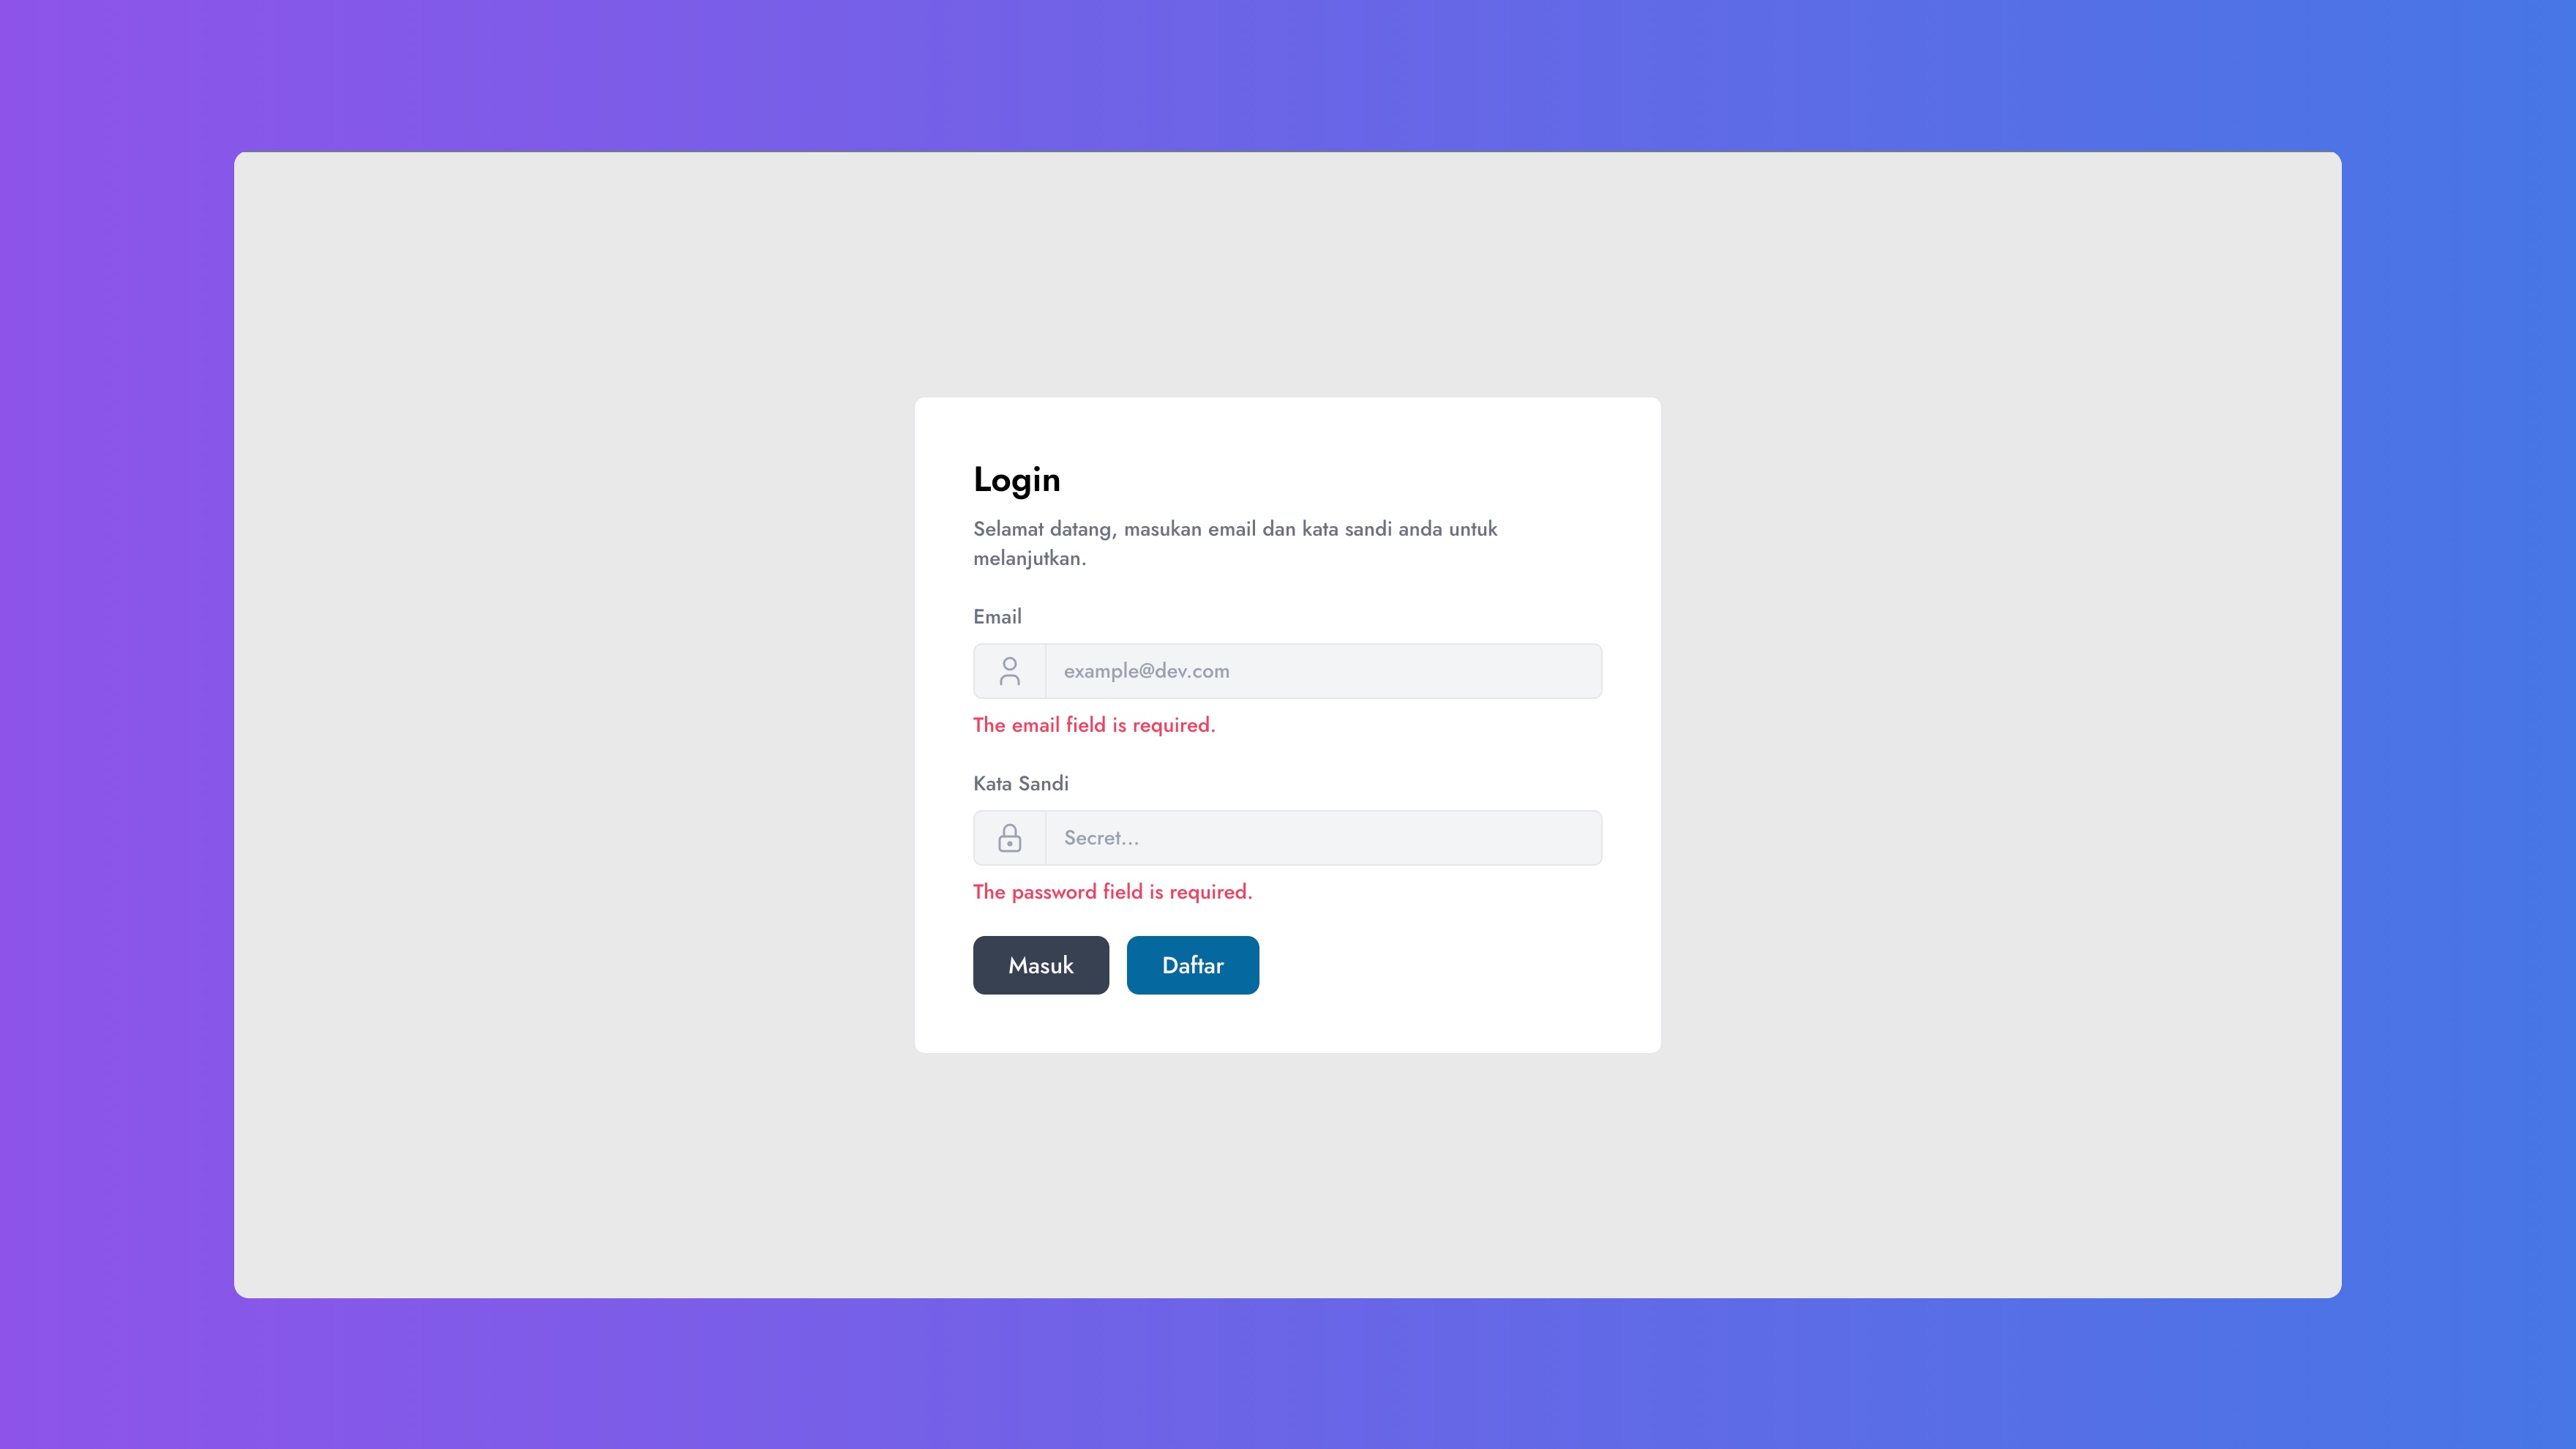 Login
Selamat datang, masukan email dan kata sandi anda untuk
melanjutkan.
Email
example@dev.com
The email field is required.
Kata Sandi
Secret...
The password field is required.
Masuk
Daftar